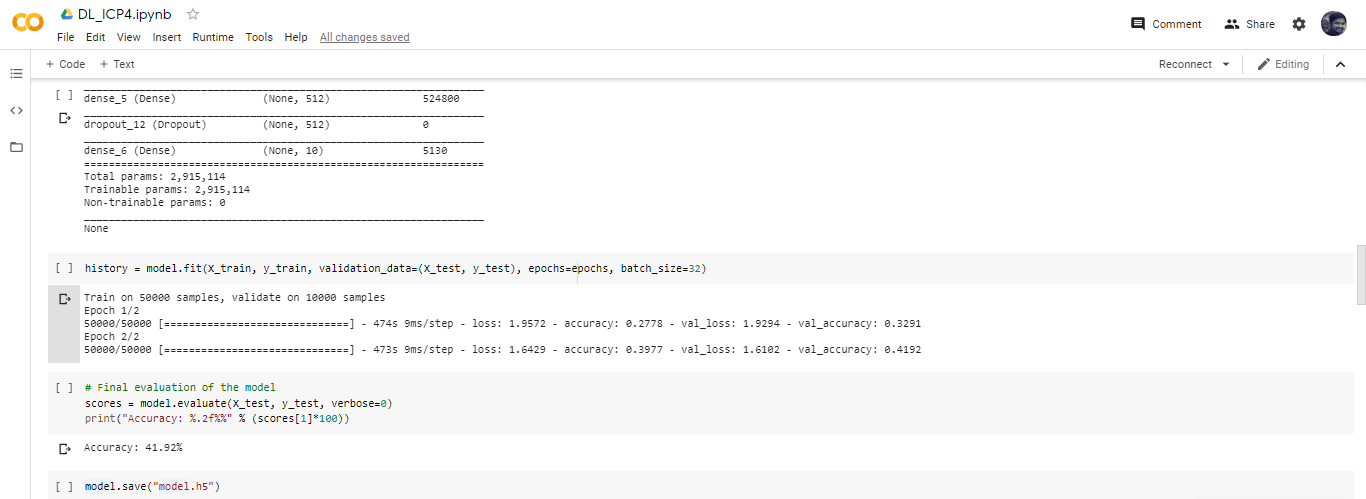 DL_ICP4.ipynb
Comment
Share
File Edit View Insert Runtime Tools Help All changes saved
+ Code + Text
Reconnect
Editing
[ ]
dense_5 (Dense) (None, 512) 524800
_________________________________________________________________
dropout_12 (Dropout) (None, 512) 0
_________________________________________________________________
dense_6 (Dense) (None, 10) 5130
=================================================================
Total params: 2,915,114
Trainable params: 2,915,114
Non-trainable params: 0
_________________________________________________________________
None
[ ] history = model.fit(X_train, y_train, validation_data=(X_test, y_test), epochs=epochs, batch_size=32)
Train on 50000 samples, validate on 10000 samples
Epoch 1/2
50000/50000 [==============================] - 474s 9ms/step - loss: 1.9572 - accuracy: 0.2778 - val_loss: 1.9294 - val_accuracy: 0.3291
Epoch 2/2
50000/50000 [==============================] - 473s 9ms/step - loss: 1.6429 - accuracy: 0.3977 - val_loss: 1.6102 - val_accuracy: 0.4192
[ ] # Final evaluation of the model
scores = model.evaluate(X_test, y_test, verbose=0)
print("Accuracy: %.2f%%" % (scores[1]*100))
Accuracy: 41.92%
[ ] model.save("model.h5")